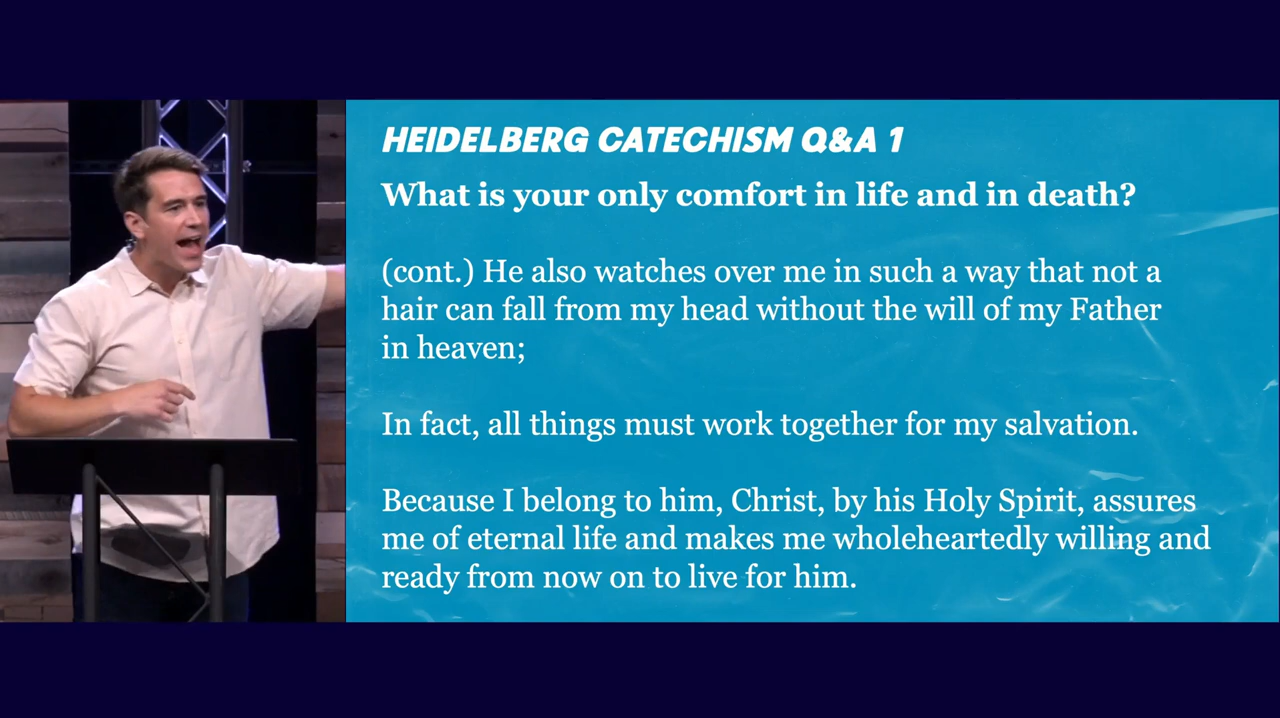 HEIDELBERG CATECHISM Q&A 1
What is your only comfort in life and in death?
(cont.) He also watches over me in such a way that not a
hair can fall from my head without the will of my Father
in heaven;
In fact, all things must work together for my salvation.
Because I belong to him, Christ, by his Holy Spirit, assures
me of eternal life and makes me wholeheartedly willing and
ready from now on to live for him.